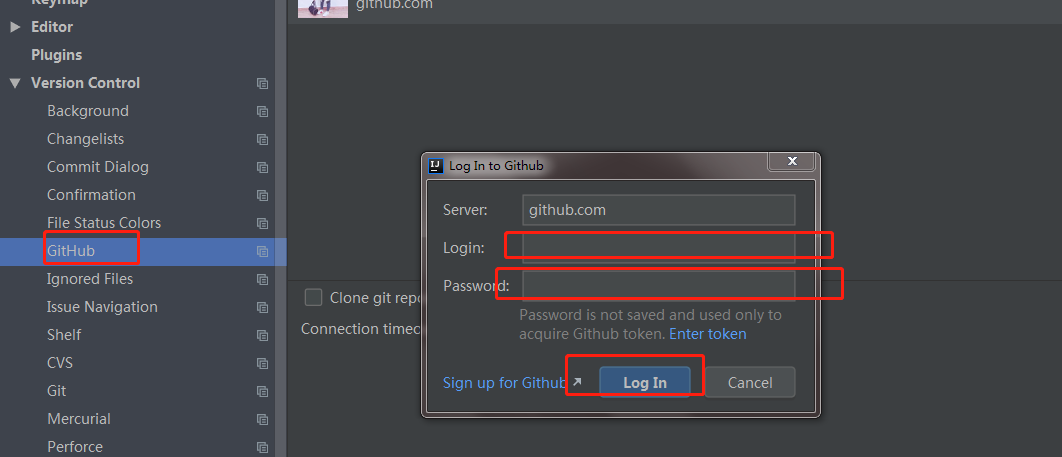 Keymap
Editor
Plugins
Version Control
Background
Changelists
Commit Dialog
Confirmation
File Status Colors
GitHub
Ignored Files
Issue Navigation
Shelf
CVS
Git
Mercurial
Perforce
github.com
Clone git repo
Connection timeo
IJ
Log In to Github
Server:
github.com
Login:
Password:
Password is not saved and used only to
acquire Github token. Enter token
Sign up for Github
Log In
Cancel